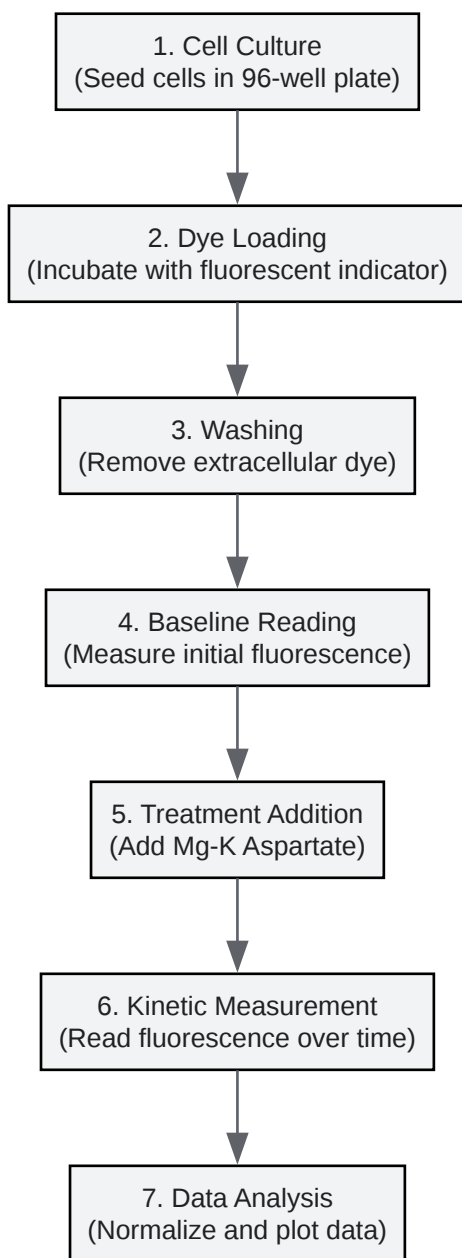 1. Cell Culture
(Seed cells in 96-well plate)
2. Dye Loading
(Incubate with fluorescent indicator)
3. Washing
(Remove extracellular dye)
4. Baseline Reading
(Measure initial fluorescence)
5. Treatment Addition
(Add Mg-K Aspartate)
6. Kinetic Measurement
(Read fluorescence over time)
7. Data Analysis
(Normalize and plot data)